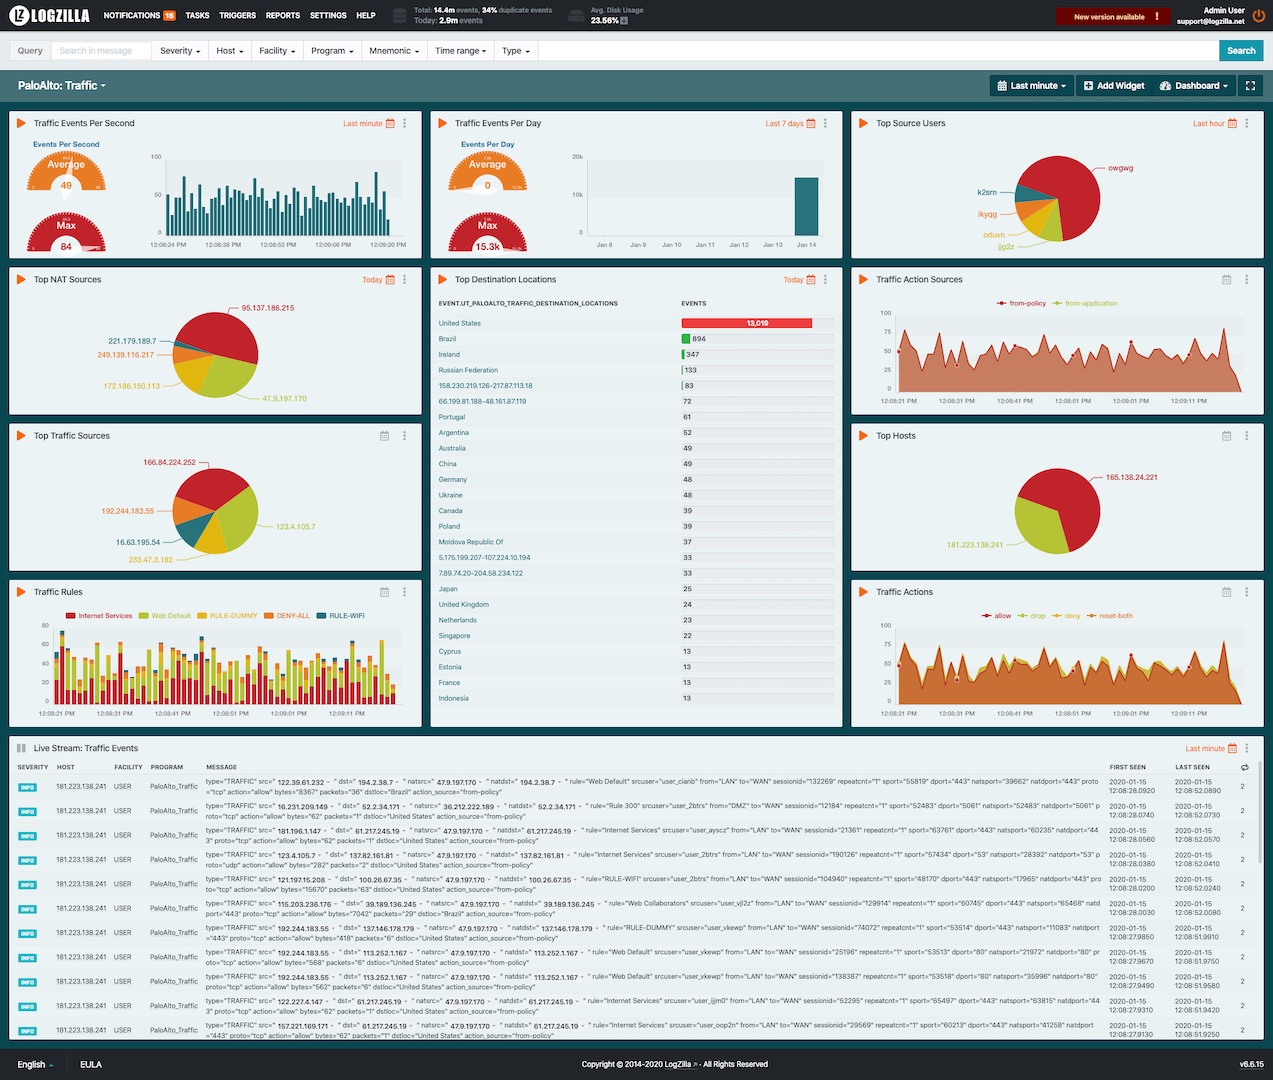 LOGZILLA NOTIFICATIONS 16 TASKS TRIGGERS REPORTS SETTINGS HELP Total: 14.4m events, 34% duplicate events
Today: 2.9m events
Avg. Disk Usage
23.56%
New version available !
Admin User
support@logzilla.net
Query Search in message Severity Host Facility Program Mnemonic Time range Type Search
PaloAlto: Traffic Last minute Add Widget Dashboard
Traffic Events Per Second Last minute
Events Per Second
Average
49
Max
84
100
50
0
12:08:24 PM 12:08:38 PM 12:08:52 PM 12:09:06 PM 12:09:20 PM
Traffic Events Per Day Last 7 days
Events Per Day
Average
0
Max
15.3k
20k
10k
0
Jan 8 Jan 9 Jan 10 Jan 11 Jan 12 Jan 13 Jan 14
Top Source Users Last hour
owgwg
k2srn
ikyqg
oduvn
jjg2z
Top NAT Sources Today
95.137.186.215
221.179.189.7
249.139.116.217
172.186.150.113
47.9.197.170
Top Destination Locations Today
EVENT.UT_PALOALTO_TRAFFIC_DESTINATION_LOCATIONS EVENTS
United States 13,019
Brazil 894
Ireland 347
Russian Federation 133
158.230.219.126-217.87.113.18 83
66.199.81.188-48.161.87.119 72
Portugal 61
Argentina 52
Australia 49
China 49
Germany 48
Ukraine 48
Canada 39
Poland 39
Moldova Republic Of 37
5.175.199.207-107.224.10.194 33
7.89.74.20-204.58.234.122 33
Japan 25
United Kingdom 24
Netherlands 23
Singapore 22
Cyprus 13
Estonia 13
France 13
Indonesia 13
Traffic Action Sources
from-policy from-application
100
75
50
25
0
12:08:21 PM 12:08:31 PM 12:08:41 PM 12:08:51 PM 12:09:01 PM 12:09:11 PM
Top Traffic Sources
166.84.224.252
192.244.183.55
16.63.195.54
233.47.3.192
123.4.105.7
Top Hosts
165.138.24.221
181.223.138.241
Traffic Rules
Internet Services Web Default RULE-DUMMY DENY-ALL RULE-WIFI
80
60
40
20
0
12:08:21 PM 12:08:31 PM 12:08:41 PM 12:08:51 PM 12:09:01 PM 12:09:11 PM
Traffic Actions
allow drop deny reset-both
100
75
50
25
0
12:08:21 PM 12:08:31 PM 12:08:41 PM 12:08:51 PM 12:09:01 PM 12:09:11 PM
Live Stream: Traffic Events Last minute
SEVERITY HOST FACILITY PROGRAM MESSAGE FIRST SEEN LAST SEEN
INFO 181.223.138.241 USER PaloAlto_Traffic type="TRAFFIC" src=" 122.39.61.232 " dst=" 194.2.38.7 " natsrc=" 47.9.197.170 " natdst=" 194.2.38.7 " rule="Web Default" srcuser="user_cianb" from="LAN" to="WAN" sessionid="132269" repeatcnt="1" sport="55819" dport="443" natsport="39662" natdport="443" proto="tcp" action="allow" bytes="8367" packets="36" dstloc="Brazil" action_source="from-policy" 2020-01-15 12:08:28.0920 2020-01-15 12:08:52.0890 2
INFO 181.223.138.241 USER PaloAlto_Traffic type="TRAFFIC" src=" 16.231.209.149 " dst=" 52.2.34.171 " natsrc=" 36.212.222.189 " natdst=" 52.2.34.171 " rule="Rule 300" srcuser="user_2btrs" from="DMZ" to="WAN" sessionid="12184" repeatcnt="1" sport="52483" dport="5061" natsport="52483" natdport="5061" proto="tcp" action="allow" bytes="62" packets="1" dstloc="United States" action_source="from-policy" 2020-01-15 12:08:28.0740 2020-01-15 12:08:52.0730 2
INFO 181.223.138.241 USER PaloAlto_Traffic type="TRAFFIC" src=" 181.196.1.147 " dst=" 61.217.245.19 " natsrc=" 47.9.197.170 " natdst=" 61.217.245.19 " rule="Internet Services" srcuser="user_ayscz" from="LAN" to="WAN" sessionid="21361" repeatcnt="1" sport="63761" dport="443" natsport="60235" natdport="443" proto="tcp" action="allow" bytes="62" packets="1" dstloc="United States" action_source="from-policy" 2020-01-15 12:08:28.0560 2020-01-15 12:08:52.0570 2
INFO 181.223.138.241 USER PaloAlto_Traffic type="TRAFFIC" src=" 123.4.105.7 " dst=" 137.82.161.81 " natsrc=" 47.9.197.170 " natdst=" 137.82.161.81 " rule="Internet Services" srcuser="user_2btrs" from="LAN" to="WAN" sessionid="190126" repeatcnt="1" sport="57434" dport="53" natsport="28392" natdport="53" proto="udp" action="allow" bytes="282" packets="2" dstloc="United States" action_source="from-policy" 2020-01-15 12:08:28.0380 2020-01-15 12:08:52.0410 2
INFO 181.223.138.241 USER PaloAlto_Traffic type="TRAFFIC" src=" 121.197.15.208 " dst=" 100.26.67.35 " natsrc=" 47.9.197.170 " natdst=" 100.26.67.35 " rule="RULE-WIFI" srcuser="user_2btrs" from="LAN" to="WAN" sessionid="104940" repeatcnt="1" sport="48170" dport="443" natsport="17965" natdport="443" proto="tcp" action="allow" bytes="15670" packets="63" dstloc="United States" action_source="from-policy" 2020-01-15 12:08:28.0200 2020-01-15 12:08:52.0240 2
INFO 181.223.138.241 USER PaloAlto_Traffic type="TRAFFIC" src=" 115.203.236.176 " dst=" 39.189.136.245 " natsrc=" 47.9.197.170 " natdst=" 39.189.136.245 " rule="Web Collaborators" srcuser="user_vjl2z" from="LAN" to="WAN" sessionid="129914" repeatcnt="1" sport="60745" dport="443" natsport="65468" natdport="443" proto="tcp" action="allow" bytes="7042" packets="29" dstloc="Brazil" action_source="from-policy" 2020-01-15 12:08:28.0030 2020-01-15 12:08:52.0080 2
INFO 181.223.138.241 USER PaloAlto_Traffic type="TRAFFIC" src=" 192.244.183.55 " dst=" 137.146.178.179 " natsrc=" 47.9.197.170 " natdst=" 137.146.178.179 " rule="RULE-DUMMY" srcuser="user_vkewp" from="LAN" to="WAN" sessionid="74072" repeatcnt="1" sport="53514" dport="443" natsport="11083" natdport="443" proto="tcp" action="allow" bytes="418" packets="6" dstloc="United States" action_source="from-policy" 2020-01-15 12:08:27.9850 2020-01-15 12:08:51.9910 2
INFO 181.223.138.241 USER PaloAlto_Traffic type="TRAFFIC" src=" 192.244.183.55 " dst=" 113.252.1.167 " natsrc=" 47.9.197.170 " natdst=" 113.252.1.167 " rule="Web Default" srcuser="user_vkewp" from="LAN" to="WAN" sessionid="25196" repeatcnt="1" sport="53513" dport="80" natsport="21972" natdport="80" proto="tcp" action="allow" bytes="568" packets="6" dstloc="United States" action_source="from-policy" 2020-01-15 12:08:27.9670 2020-01-15 12:08:51.9750 2
INFO 181.223.138.241 USER PaloAlto_Traffic type="TRAFFIC" src=" 192.244.183.55 " dst=" 113.252.1.167 " natsrc=" 47.9.197.170 " natdst=" 113.252.1.167 " rule="Web Default" srcuser="user_vkewp" from="LAN" to="WAN" sessionid="138387" repeatcnt="1" sport="53518" dport="80" natsport="35996" natdport="80" proto="tcp" action="allow" bytes="562" packets="6" dstloc="United States" action_source="from-policy" 2020-01-15 12:08:27.9490 2020-01-15 12:08:51.9580 2
INFO 181.223.138.241 USER PaloAlto_Traffic type="TRAFFIC" src=" 122.227.4.147 " dst=" 61.217.245.19 " natsrc=" 47.9.197.170 " natdst=" 61.217.245.19 " rule="Internet Services" srcuser="user_ijjm0" from="LAN" to="WAN" sessionid="52295" repeatcnt="1" sport="65497" dport="443" natsport="63815" natdport="443" proto="tcp" action="allow" bytes="62" packets="1" dstloc="United States" action_source="from-policy" 2020-01-15 12:08:27.9310 2020-01-15 12:08:51.9420 2
INFO 181.223.138.241 USER PaloAlto_Traffic type="TRAFFIC" src=" 157.221.169.171 " dst=" 61.217.245.19 " natsrc=" 47.9.197.170 " natdst=" 61.217.245.19 " rule="Internet Services" srcuser="user_oop2n" from="LAN" to="WAN" sessionid="29569" repeatcnt="1" sport="60213" dport="443" natsport="41258" natdport="443" proto="tcp" action="allow" bytes="62" packets="1" dstloc="United States" action_source="from-policy" 2020-01-15 12:08:27.9130 2020-01-15 12:08:51.9250 2
English EULA Copyright © 2014-2020 LogZilla - All Rights Reserved v6.6.15